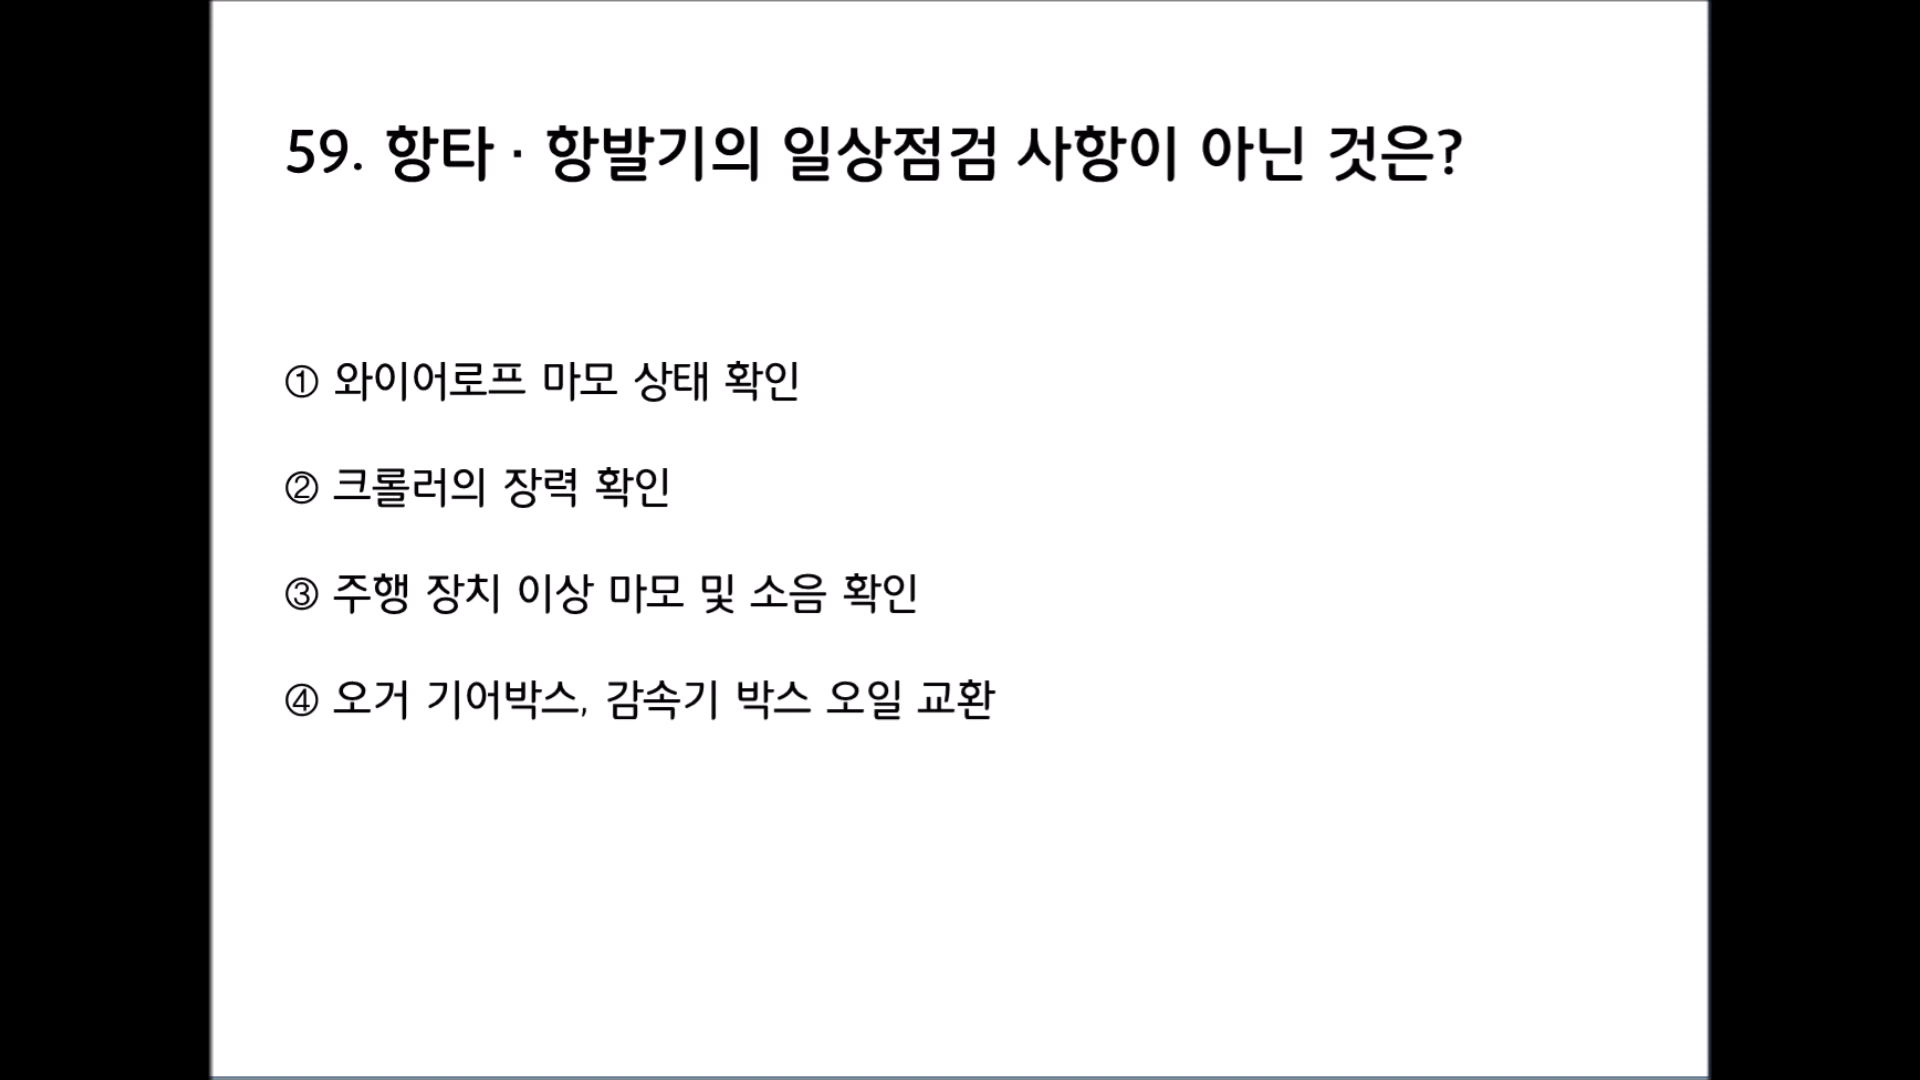 59. 항타 · 항발기의 일상점검 사항이 아닌 것은?
① 와이어로프 마모 상태 확인
② 크롤러의 장력 확인
③ 주행 장치 이상 마모 및 소음 확인
④ 오거 기어박스, 감속기 박스 오일 교환